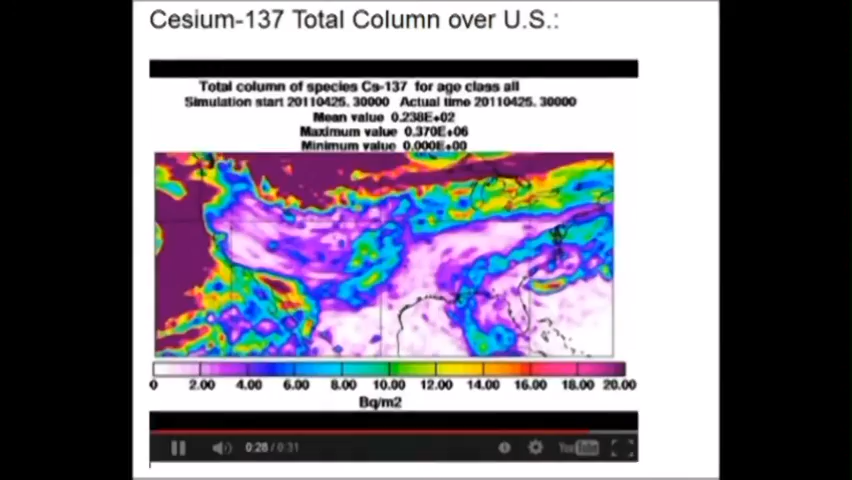 Cesium-137 Total Column over U.S.:
Total column of species Cs-137 for age class all
Simulation start 20110425. 30000 Actual time 20110425. 30000
Mean value 0.238E+02
Maximum value 0.370E+06
Minimum value 0.000E+00
0 2.00 4.00 6.00 8.00 10.00 12.00 14.00 16.00 18.00 20.00
Bq/m2
0:28 / 0:31 YouTube